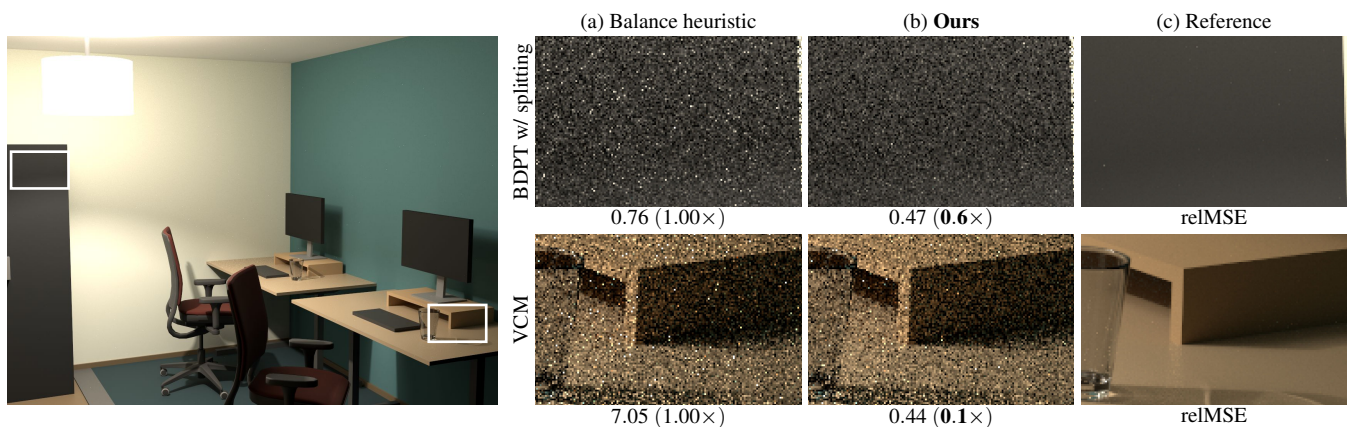 (a) Balance heuristic
(b) Ours
(c) Reference
BDPT w/ splitting
0.76 (1.00×)
0.47 (0.6×)
relMSE
VCM
7.05 (1.00×)
0.44 (0.1×)
relMSE